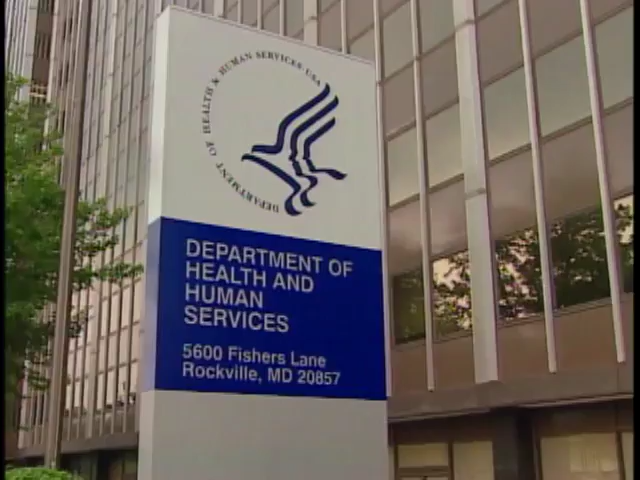 DEPARTMENT OF HEALTH & HUMAN SERVICES · USA
DEPARTMENT OF
HEALTH AND
HUMAN
SERVICES
5600 Fishers Lane
Rockville, MD 20857